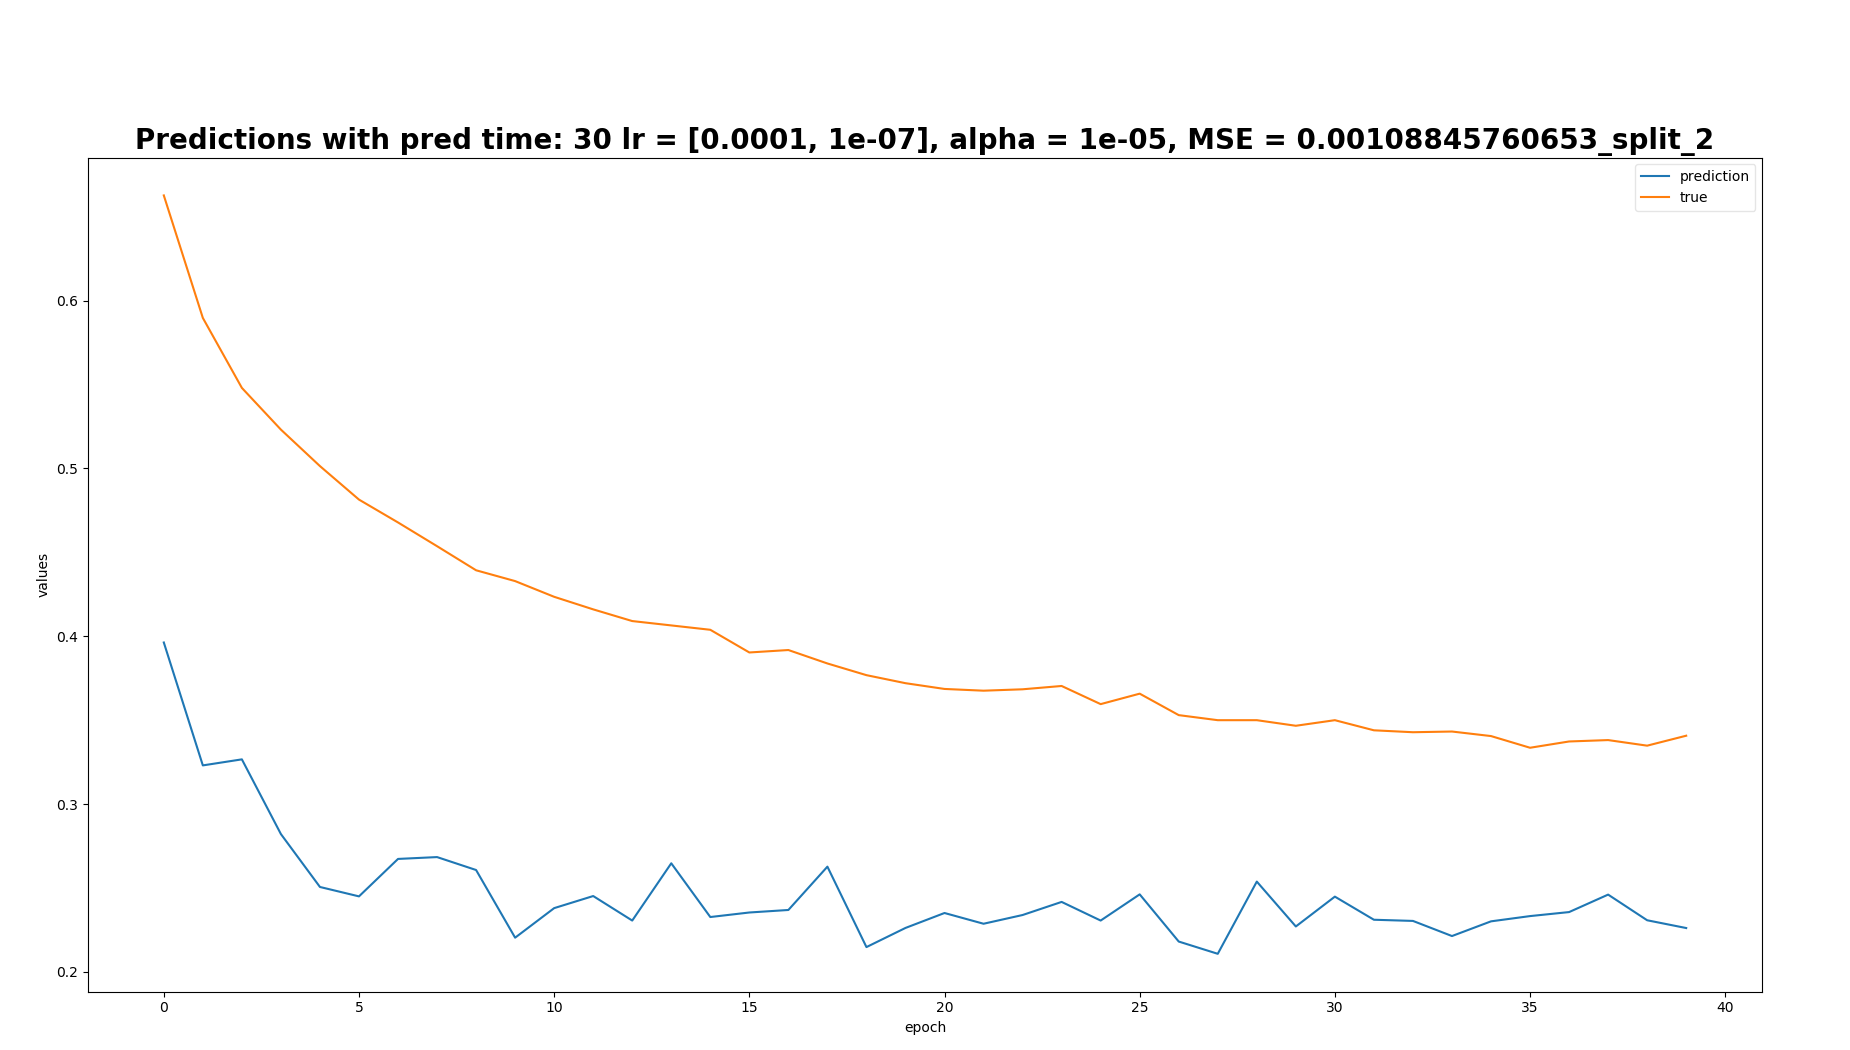 Predictions with pred time: 30 lr = [0.0001, 1e-07], alpha = 1e-05, MSE = 0.00108845760653_split_2
prediction
true
values
0.6
0.5
0.4
0.3
0.2
0 5 10 15 20 25 30 35 40
epoch